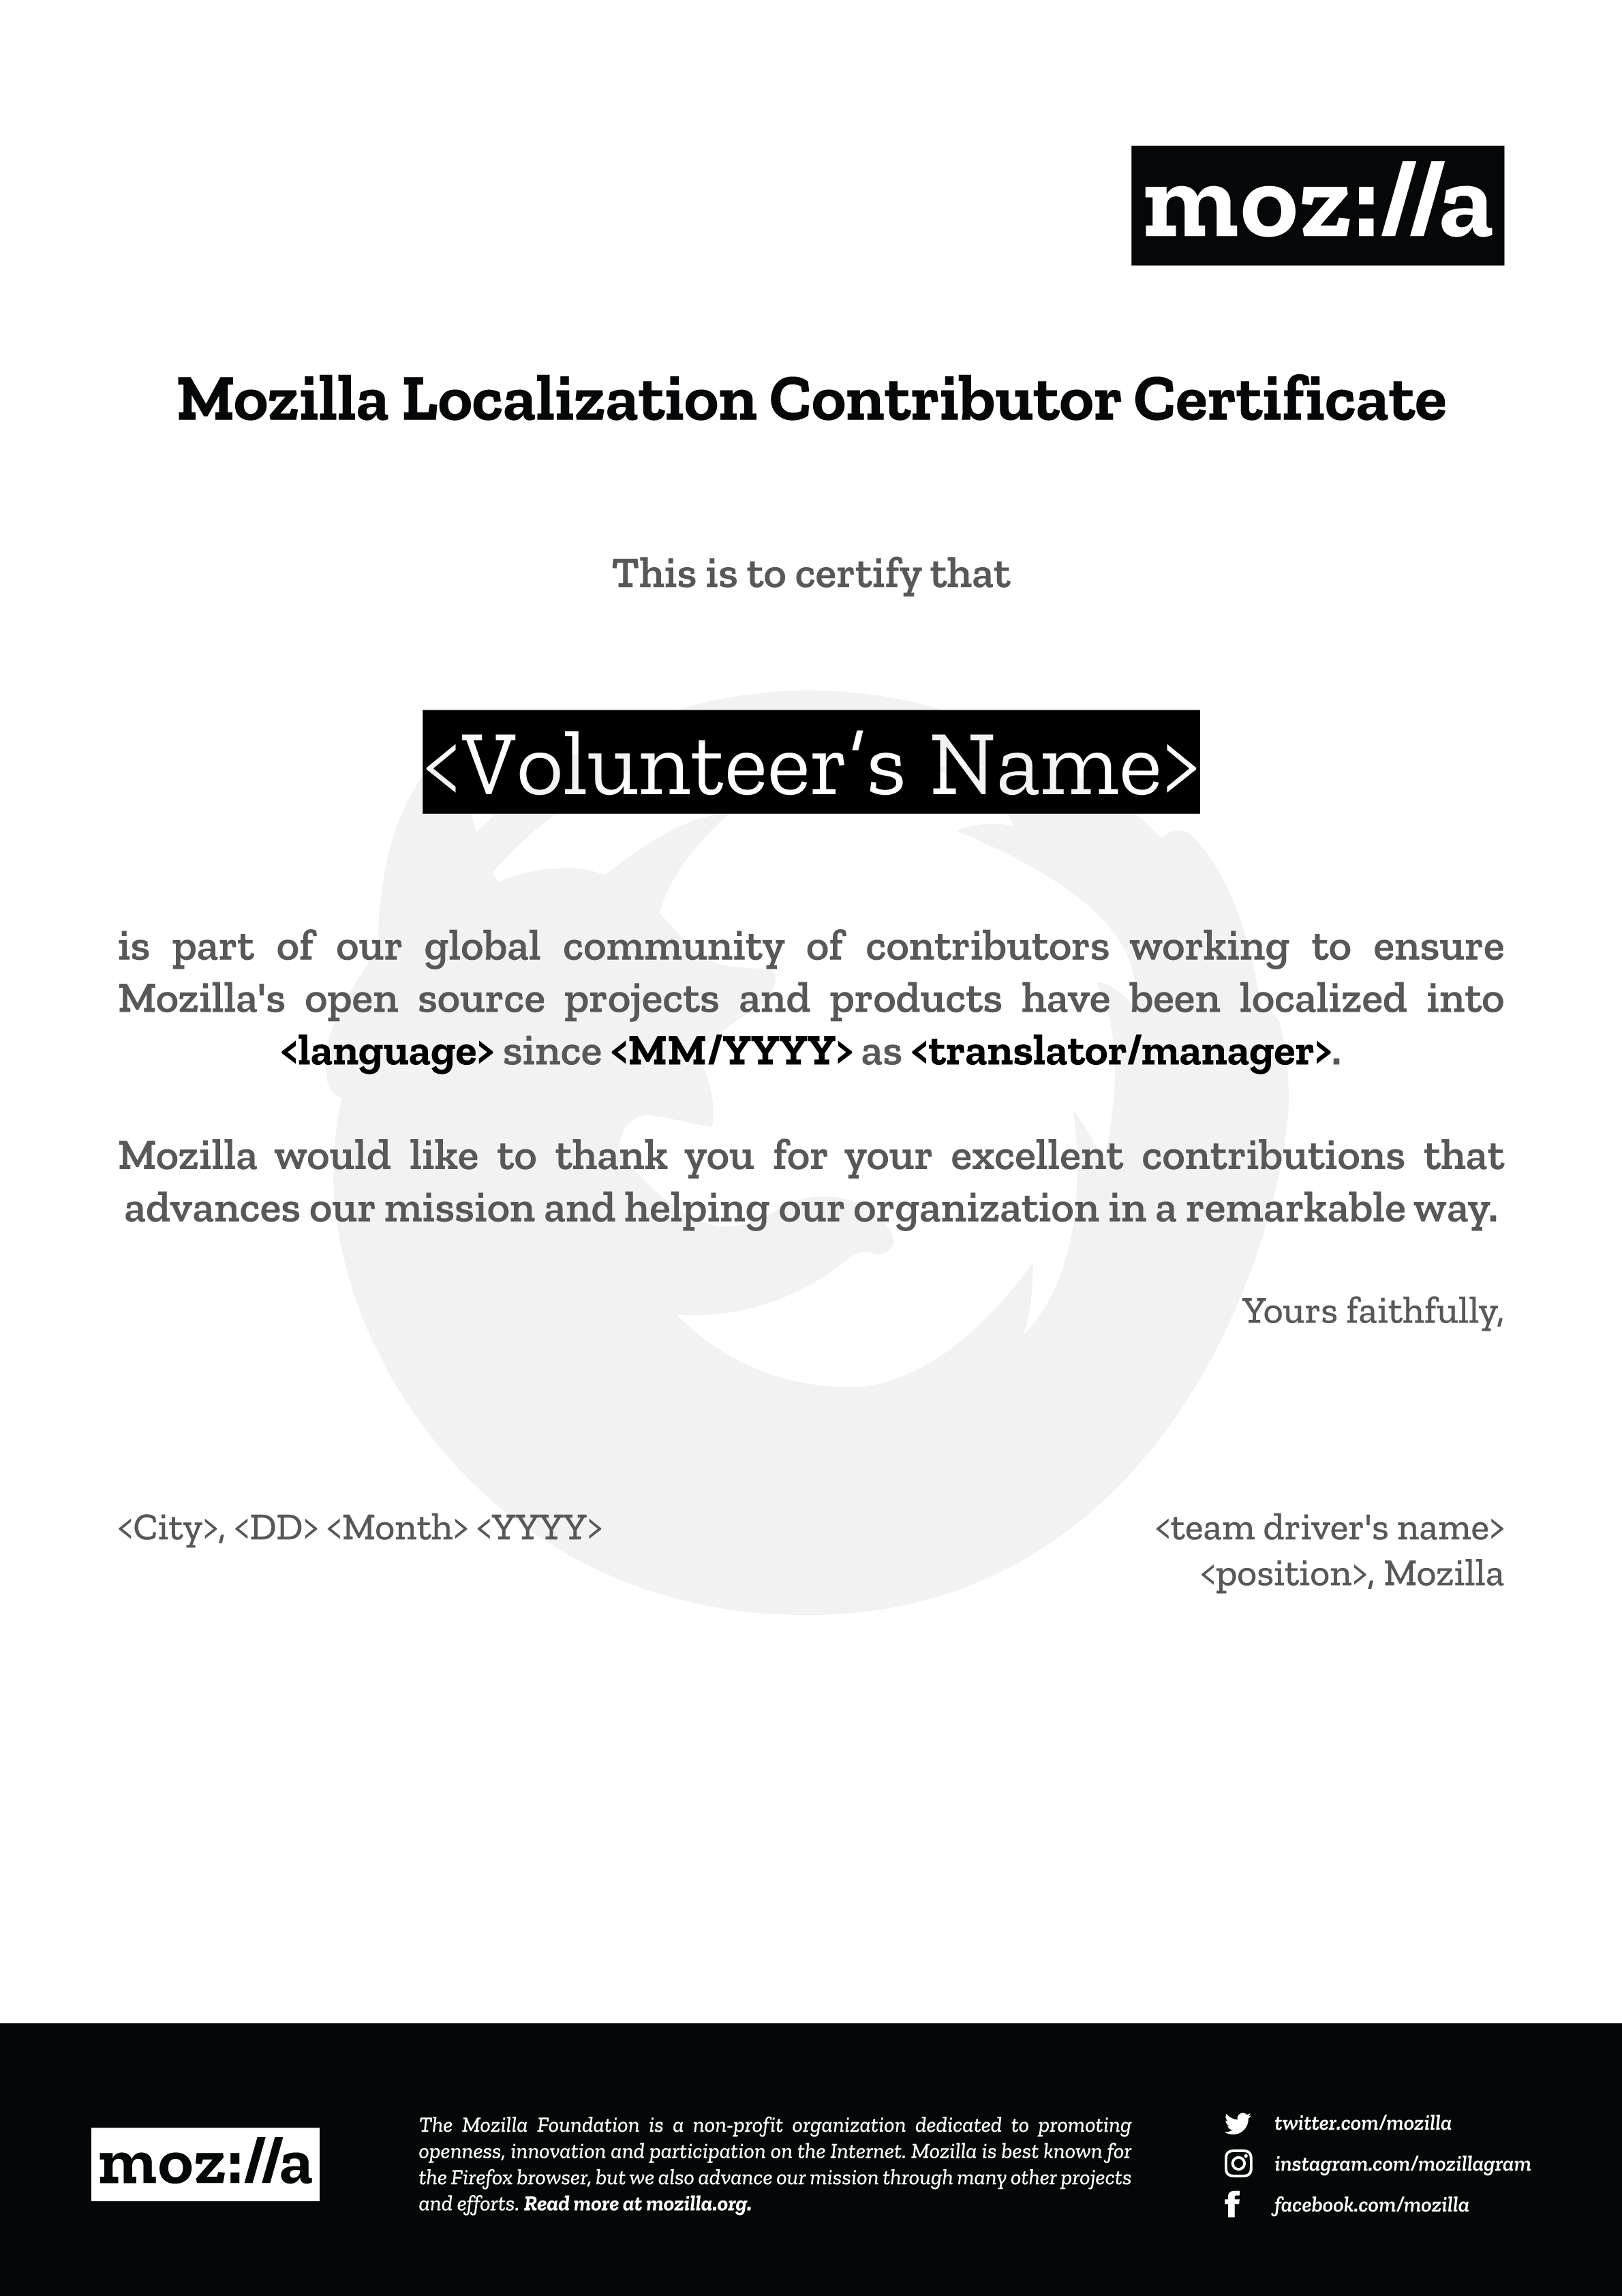 moz://a
Mozilla Localization Contributor Certificate
This is to certify that
<Volunteer’s Name>
is part of our global community of contributors working to ensure
Mozilla's open source projects and products have been localized into
<language> since <MM/YYYY> as <translator/manager>.
Mozilla would like to thank you for your excellent contributions that
advances our mission and helping our organization in a remarkable way.
Yours faithfully,
<City>, <DD> <Month> <YYYY>
<team driver's name>
<position>, Mozilla
moz://a
The Mozilla Foundation is a non-profit organization dedicated to promoting
openness, innovation and participation on the Internet. Mozilla is best known for
the Firefox browser, but we also advance our mission through many other projects
and efforts. Read more at mozilla.org.
twitter.com/mozilla
instagram.com/mozillagram
facebook.com/mozilla